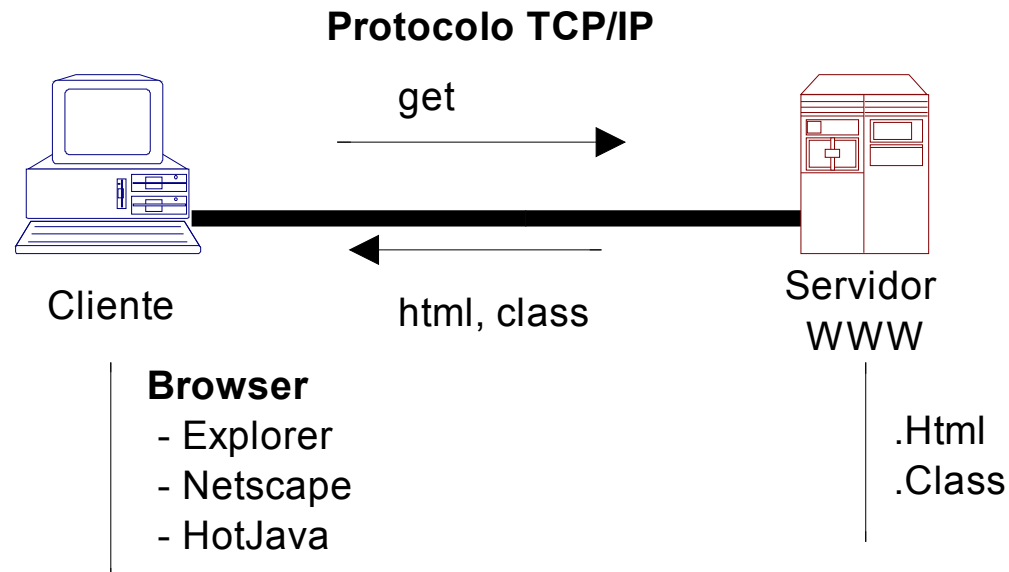 Protocolo TCP/IP
get
Cliente
html, class
Servidor
WWW
Browser
- Explorer
- Netscape
- HotJava
.Html
.Class